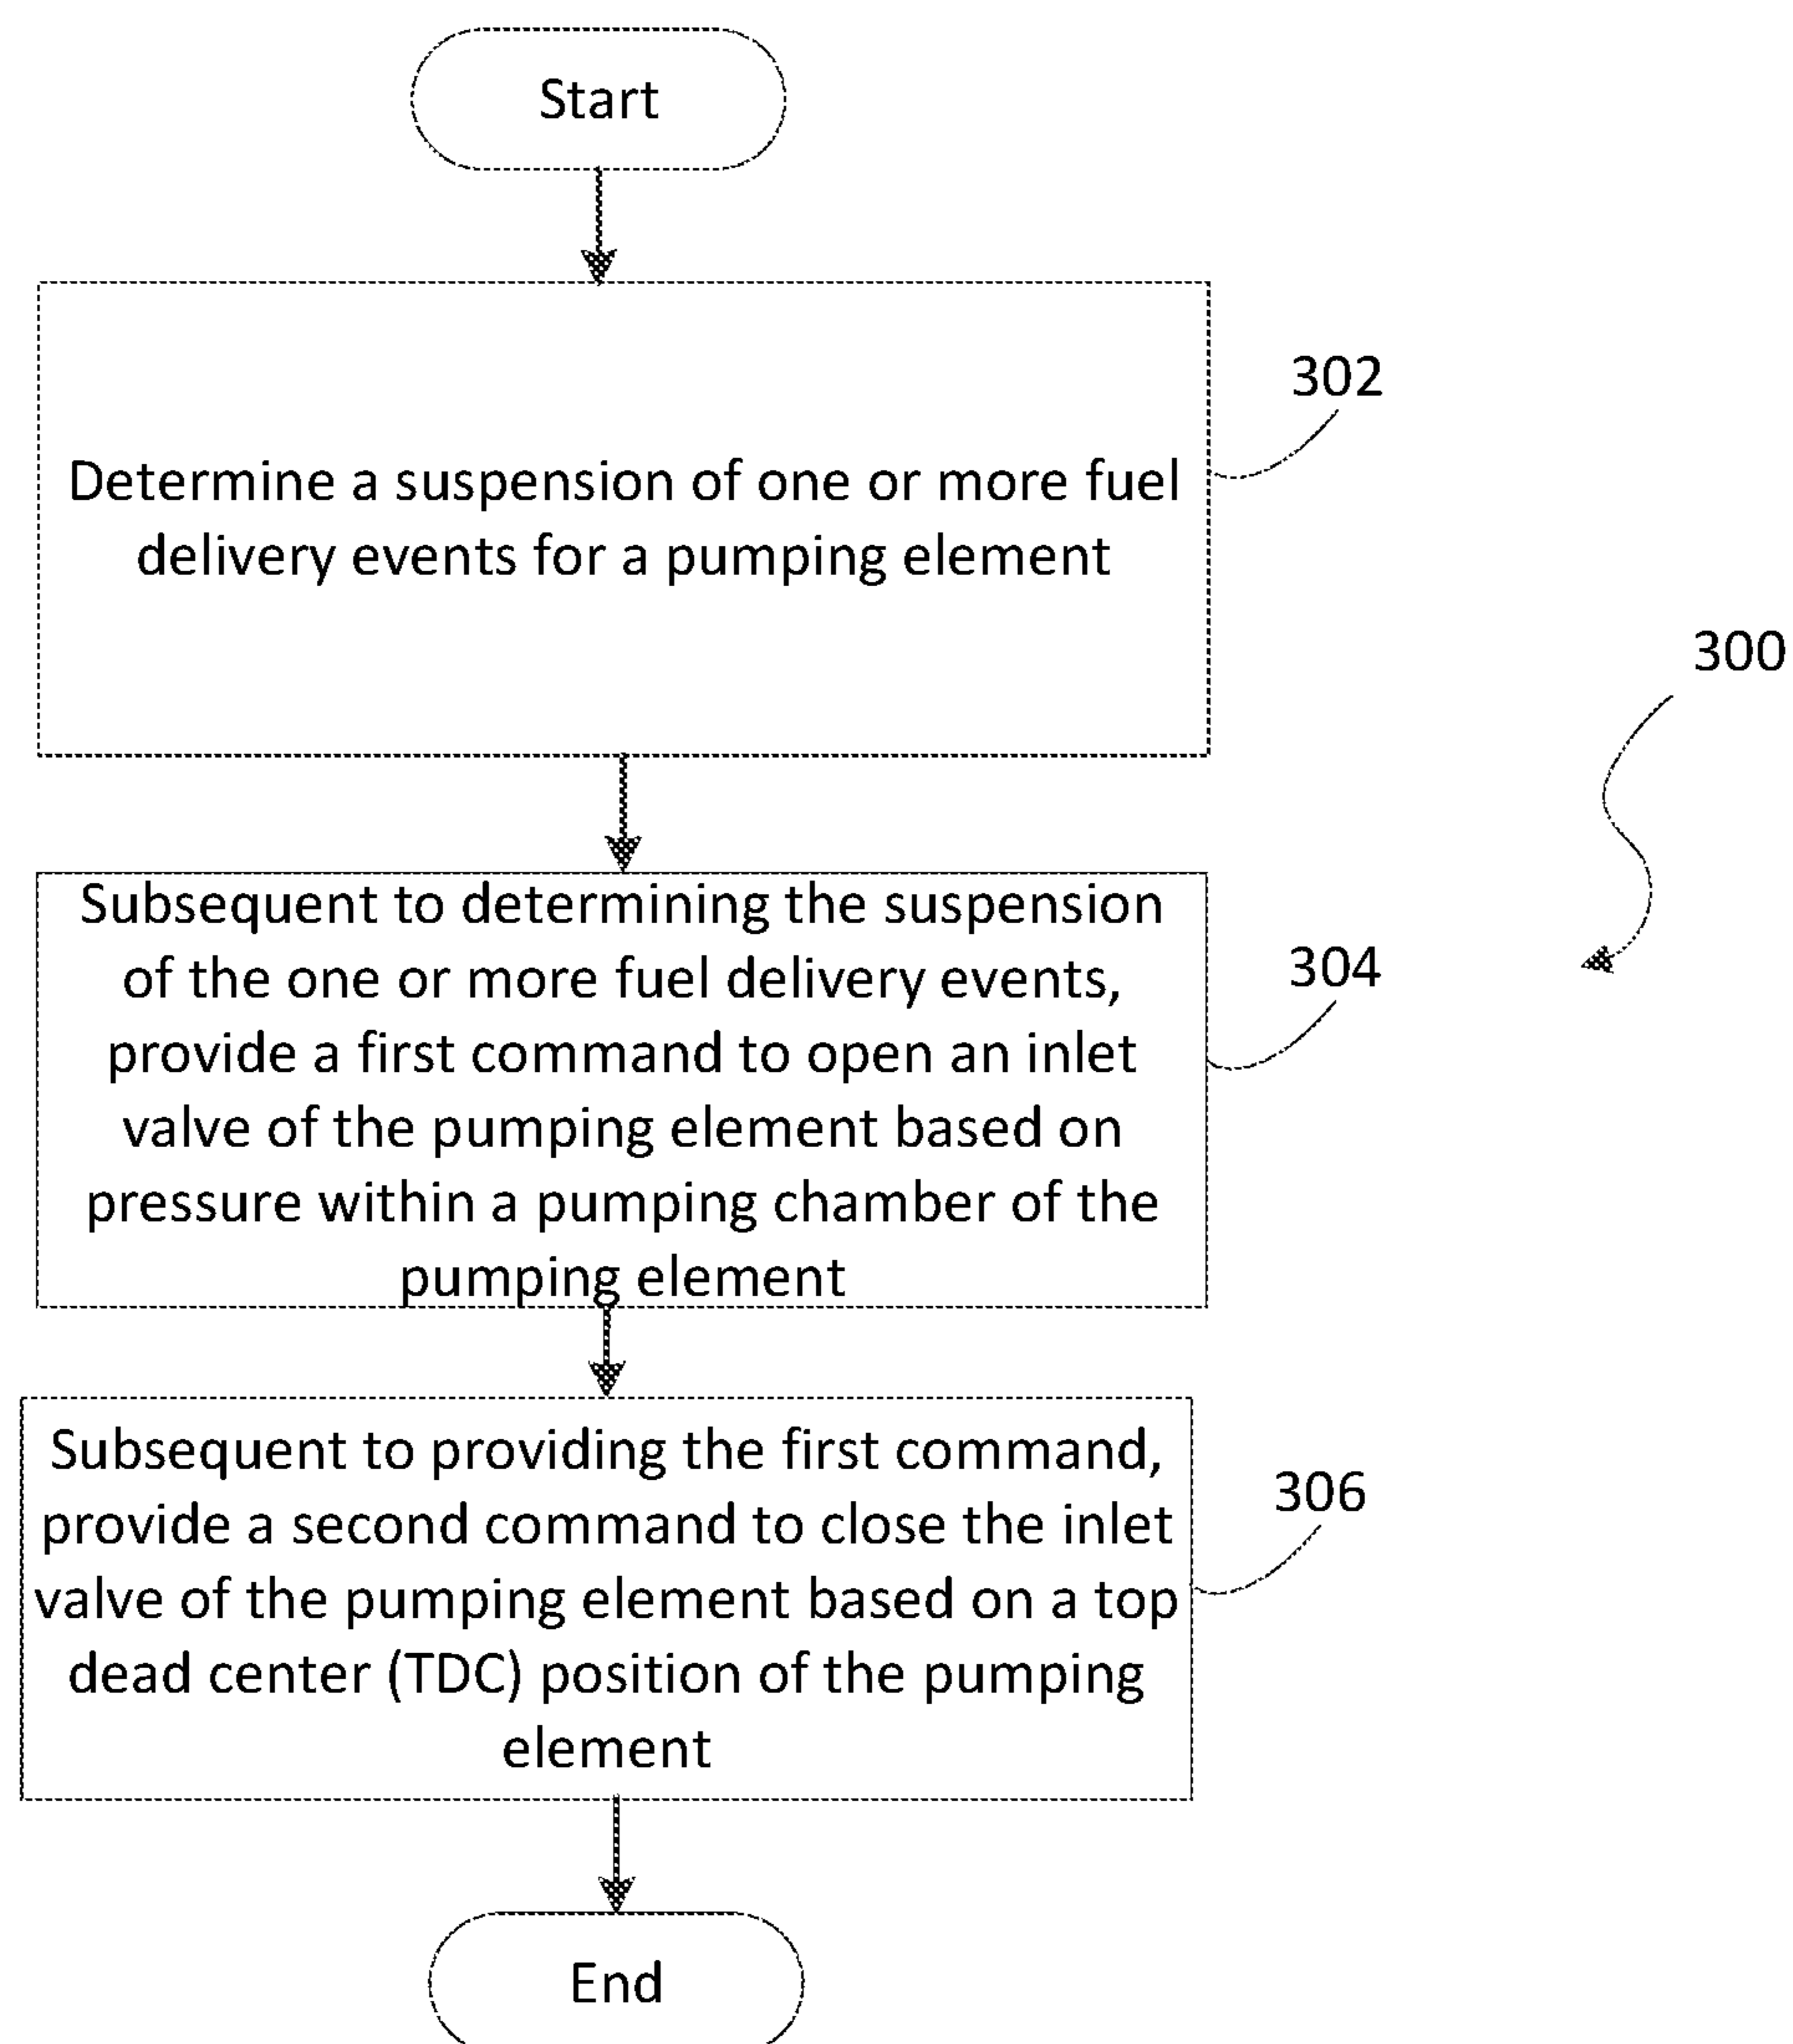 Start
302
Determine a suspension of one or more fuel
delivery events for a pumping element
300
Subsequent to determining the suspension
of the one or more fuel delivery events,
304
provide a first command to open an inlet
valve of the pumping element based on
pressure within a pumping chamber of the
pumping element
Subsequent to providing the first command,
306
provide a second command to close the inlet
valve of the pumping element based on a top
dead center (TDC) position of the pumping
element
End